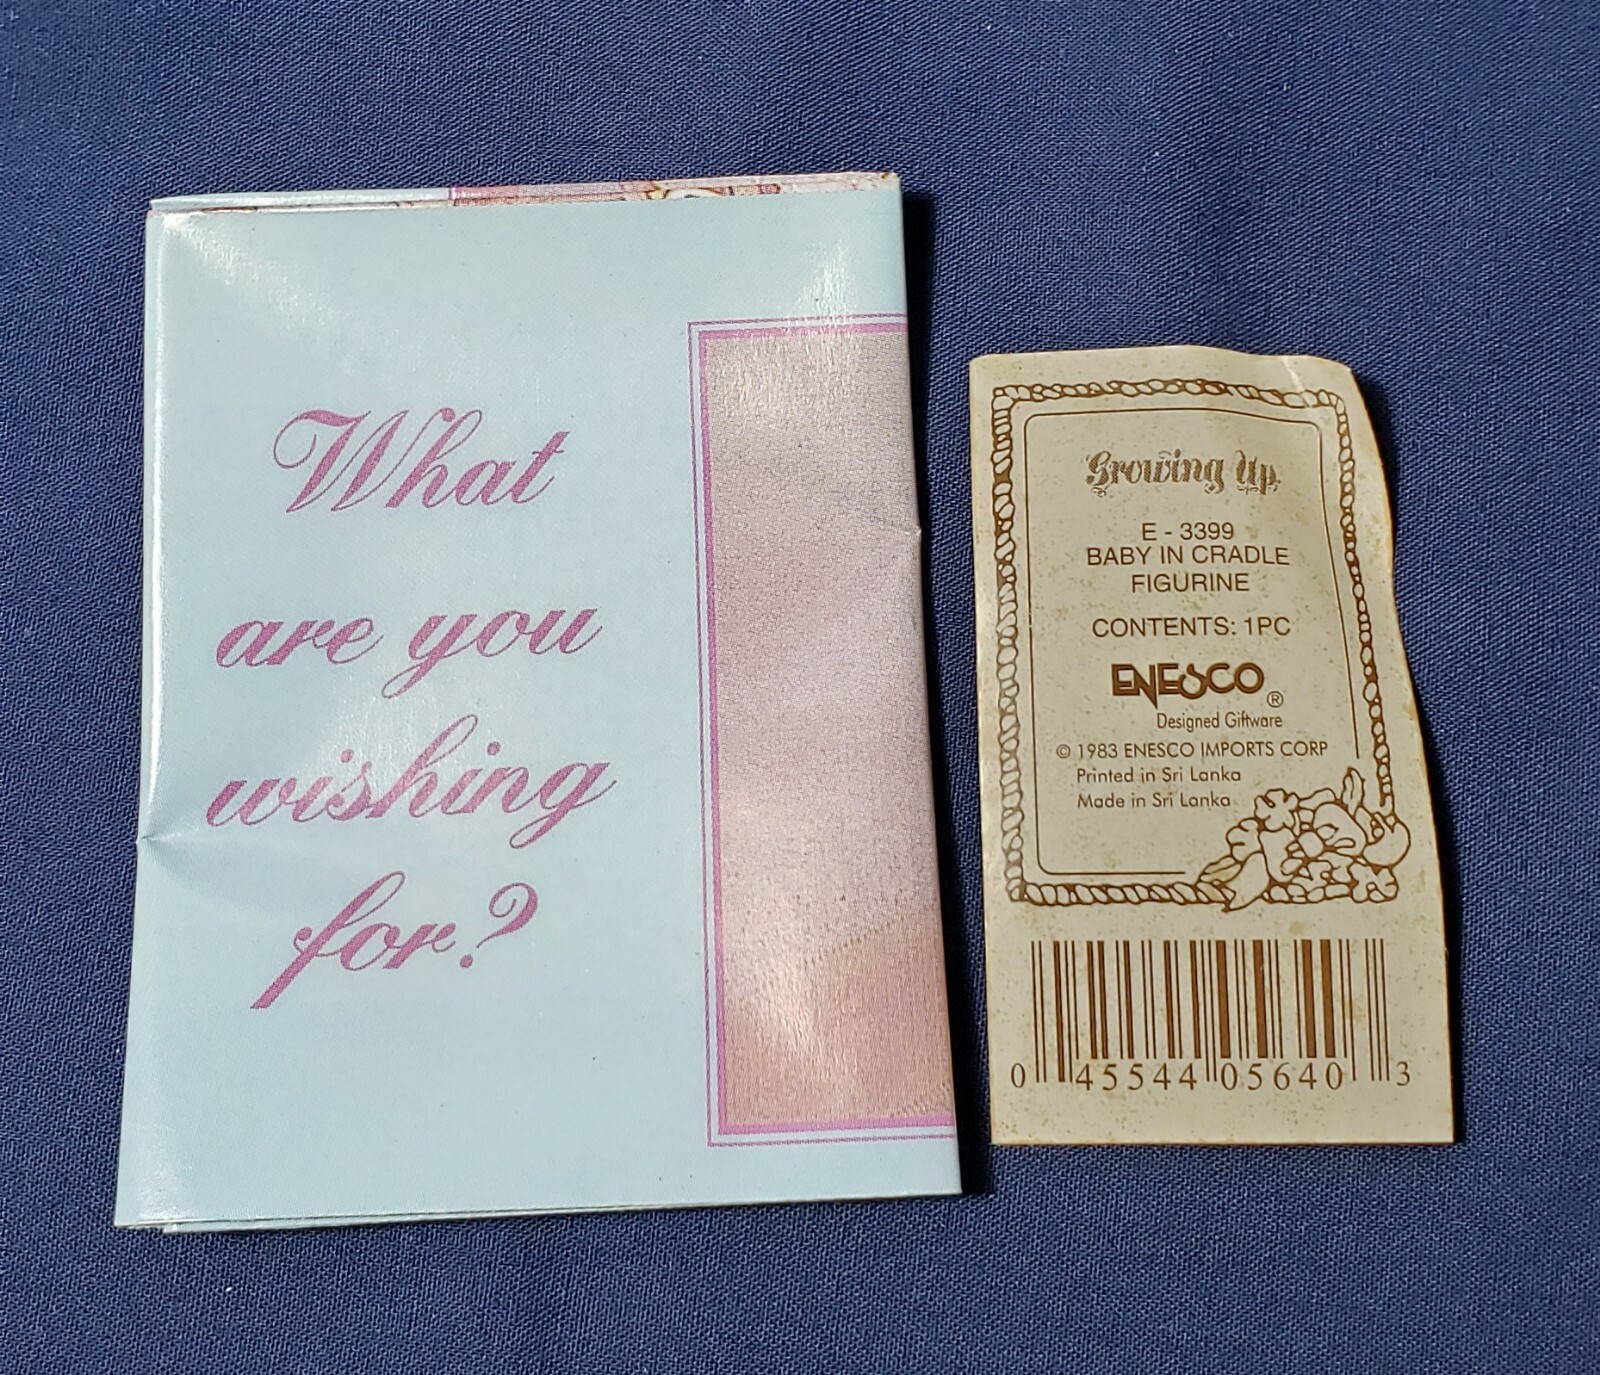 What
are you
wishing
for?
Growing Up
E - 3399
BABY IN CRADLE
FIGURINE
CONTENTS: 1PC
ENESCO ®
Designed Giftware
© 1983 ENESCO IMPORTS CORP
Printed in Sri Lanka
Made in Sri Lanka
0 45544 05640 3